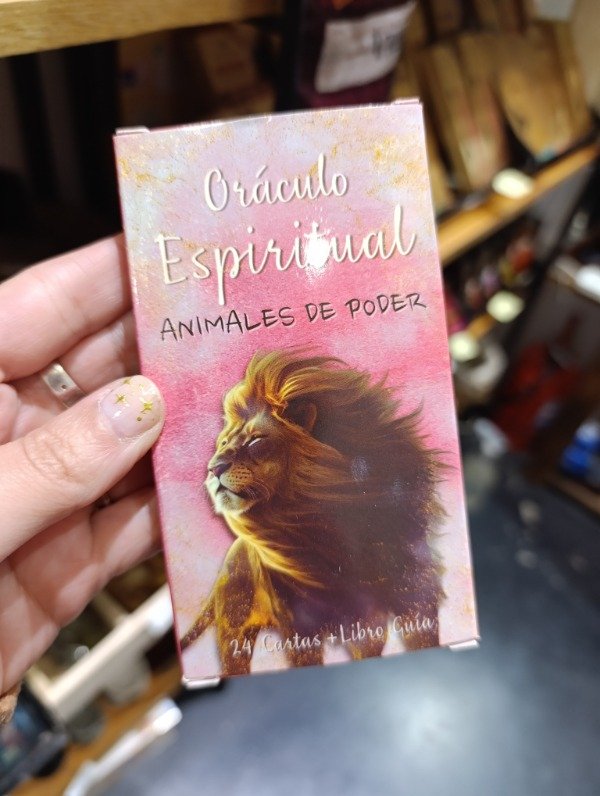 Oráculo
Espiritual
ANIMALES DE PODER
24 Cartas + Libro Guía